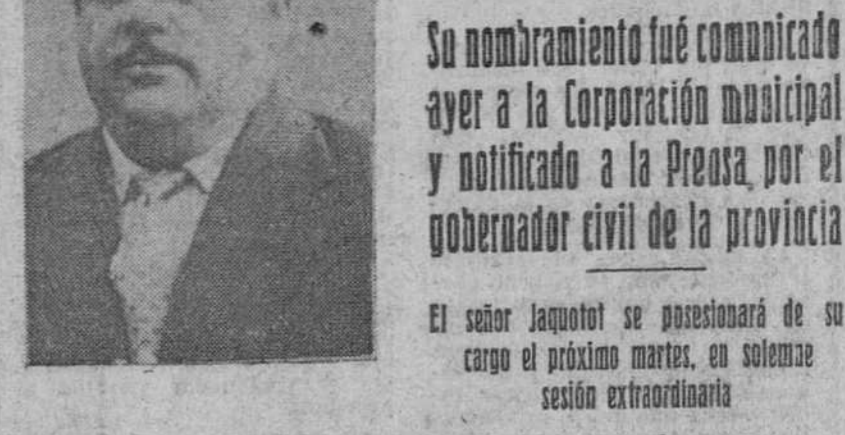 Su nombramiento fué comunicado
ayer a la Corporación municipal
y notificado a la Prensa por el
gobernador civil de la provincia
El señor Jaquotot se posesionará de su
cargo el próximo martes, en solemne
sesión extraordinaria